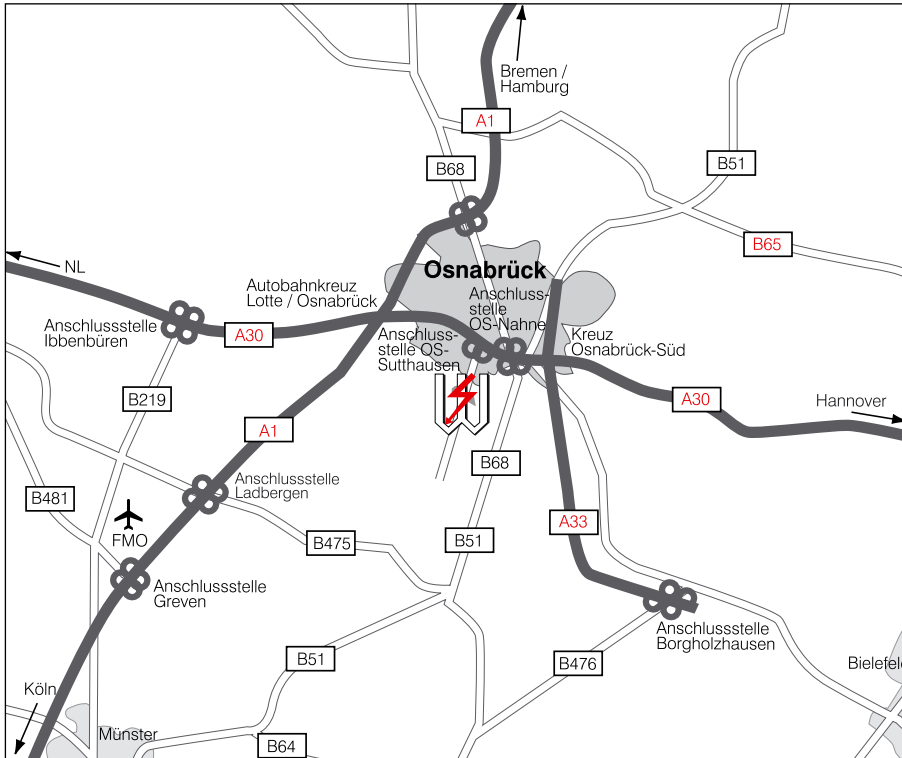 Bremen /
Hamburg
A1
B68
B51
B65
NL
Osnabrück
Autobahnkreuz
Lotte / Osnabrück
Anschluss-
stelle
OS-Nahne
Anschlussstelle
Ibbenbüren
A30
Anschluss-
stelle OS-
Sutthausen
Kreuz
Osnabrück-Süd
B219
A1
A30
Hannover
B68
Anschlussstelle
Ladbergen
B481
FMO
B475
B51
A33
Anschlussstelle
Greven
Anschlussstelle
Borgholzhausen
B51
B476
Bielefel
Köln
Münster
B64